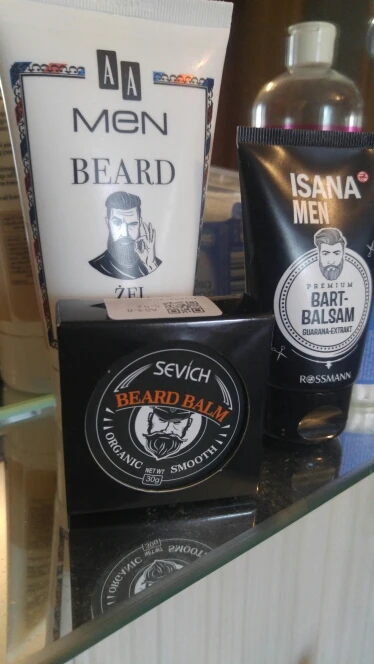 AA
MEN
BEARD
ŻEL
ISANA
MEN
PREMIUM
BART-
BALSAM
GUARANA-EXTRAKT
ROSSMANN
SEVÍCH
BEARD BALM
ORGANIC
NET WT
30g
SMOOTH